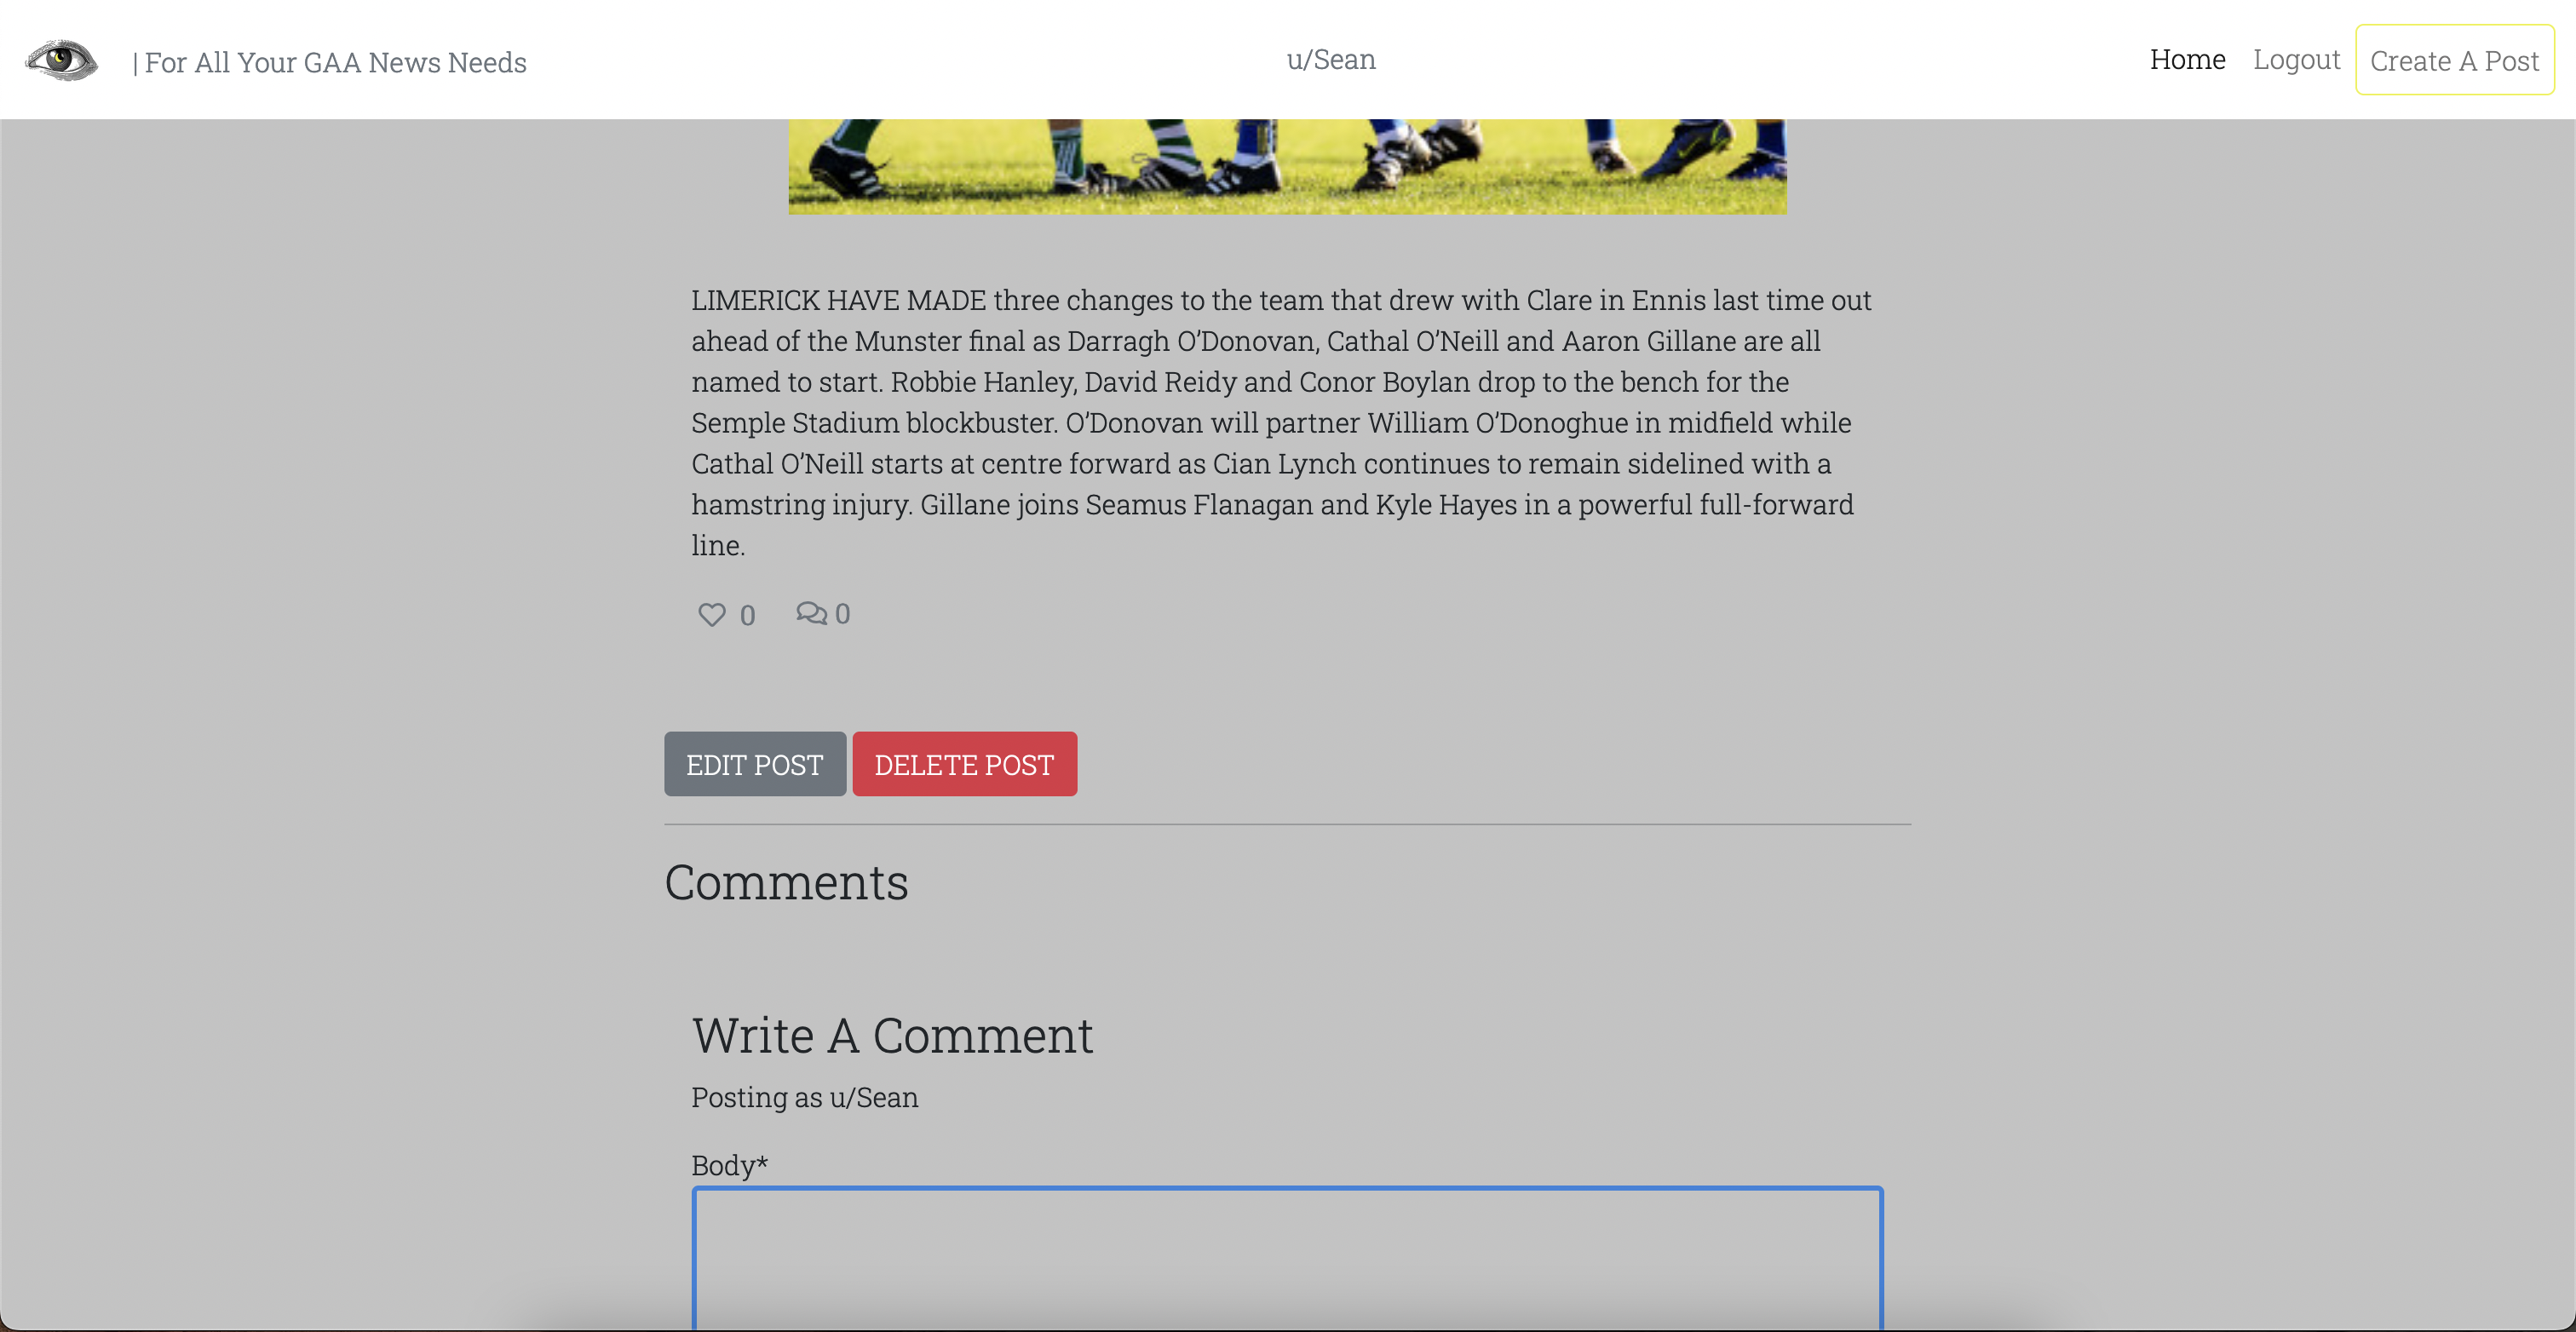 | For All Your GAA News Needs
u/Sean
Home
Logout
Create A Post
LIMERICK HAVE MADE three changes to the team that drew with Clare in Ennis last time out
ahead of the Munster final as Darragh O’Donovan, Cathal O’Neill and Aaron Gillane are all
named to start. Robbie Hanley, David Reidy and Conor Boylan drop to the bench for the
Semple Stadium blockbuster. O’Donovan will partner William O’Donoghue in midfield while
Cathal O’Neill starts at centre forward as Cian Lynch continues to remain sidelined with a
hamstring injury. Gillane joins Seamus Flanagan and Kyle Hayes in a powerful full-forward
line.
0
0
EDIT POST
DELETE POST
Comments
Write A Comment
Posting as u/Sean
Body*